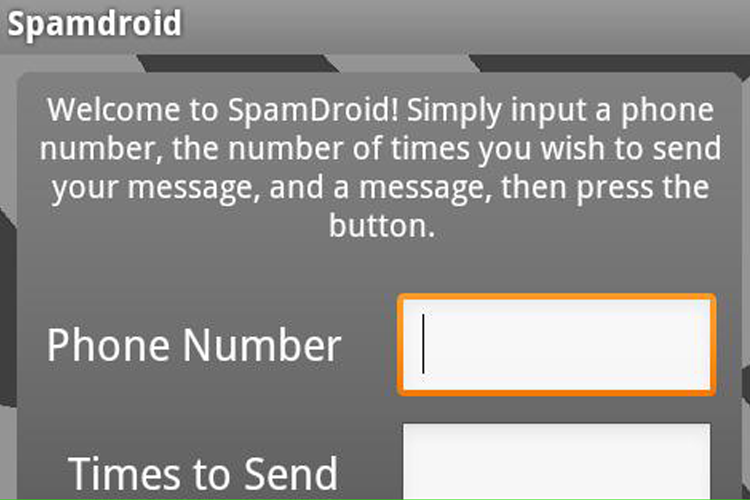 Spamdroid
Welcome to SpamDroid! Simply input a phone
number, the number of times you wish to send
your message, and a message, then press the
button.
Phone Number
Times to Send